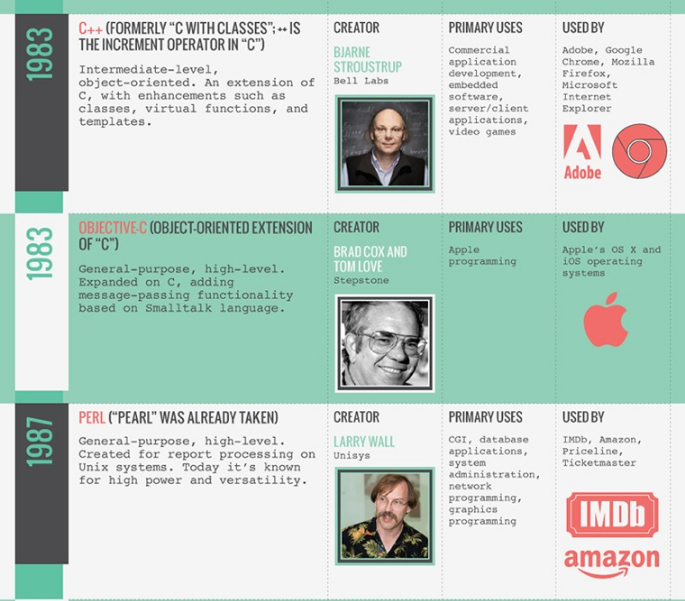 1983
C++ (FORMERLY “C WITH CLASSES”; ++ IS
THE INCREMENT OPERATOR IN “C”)
Intermediate-level,
object-oriented. An extension of
C, with enhancements such as
classes, virtual functions, and
templates.
CREATOR
BJARNE
STROUSTRUP
Bell Labs
PRIMARY USES
Commercial
application
development,
embedded
software,
server/client
applications,
video games
USED BY
Adobe, Google
Chrome, Mozilla
Firefox,
Microsoft
Internet
Explorer
Adobe
1983
OBJECTIVE-C (OBJECT-ORIENTED EXTENSION
OF “C”)
General-purpose, high-level.
Expanded on C, adding
message-passing functionality
based on Smalltalk language.
CREATOR
BRAD COX AND
TOM LOVE
Stepstone
PRIMARY USES
Apple
programming
USED BY
Apple’s OS X and
iOS operating
systems
1987
PERL (“PEARL” WAS ALREADY TAKEN)
General-purpose, high-level.
Created for report processing on
Unix systems. Today it’s known
for high power and versatility.
CREATOR
LARRY WALL
Unisys
PRIMARY USES
CGI, database
applications,
system
administration,
network
programming,
graphics
programming
USED BY
IMDb, Amazon,
Priceline,
Ticketmaster
IMDb
amazon